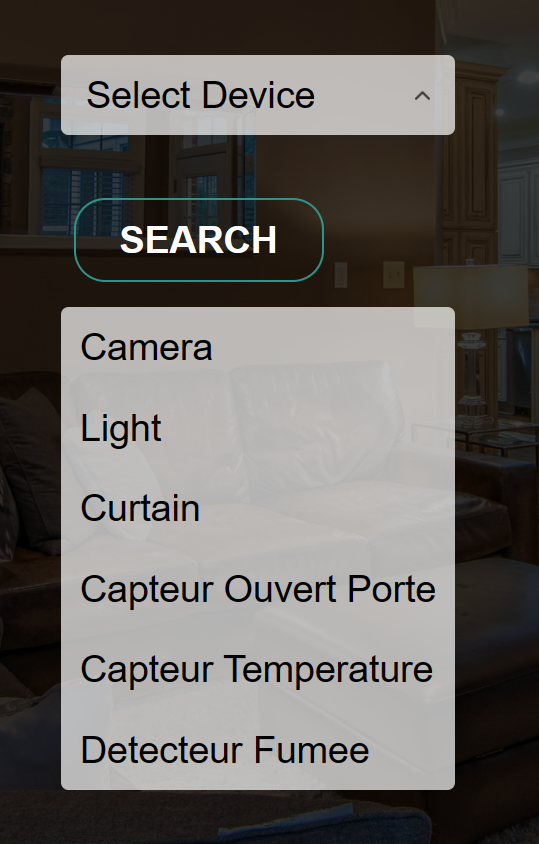 Select Device
SEARCH
Camera
Light
Curtain
Capteur Ouvert Porte
Capteur Temperature
Detecteur Fumee